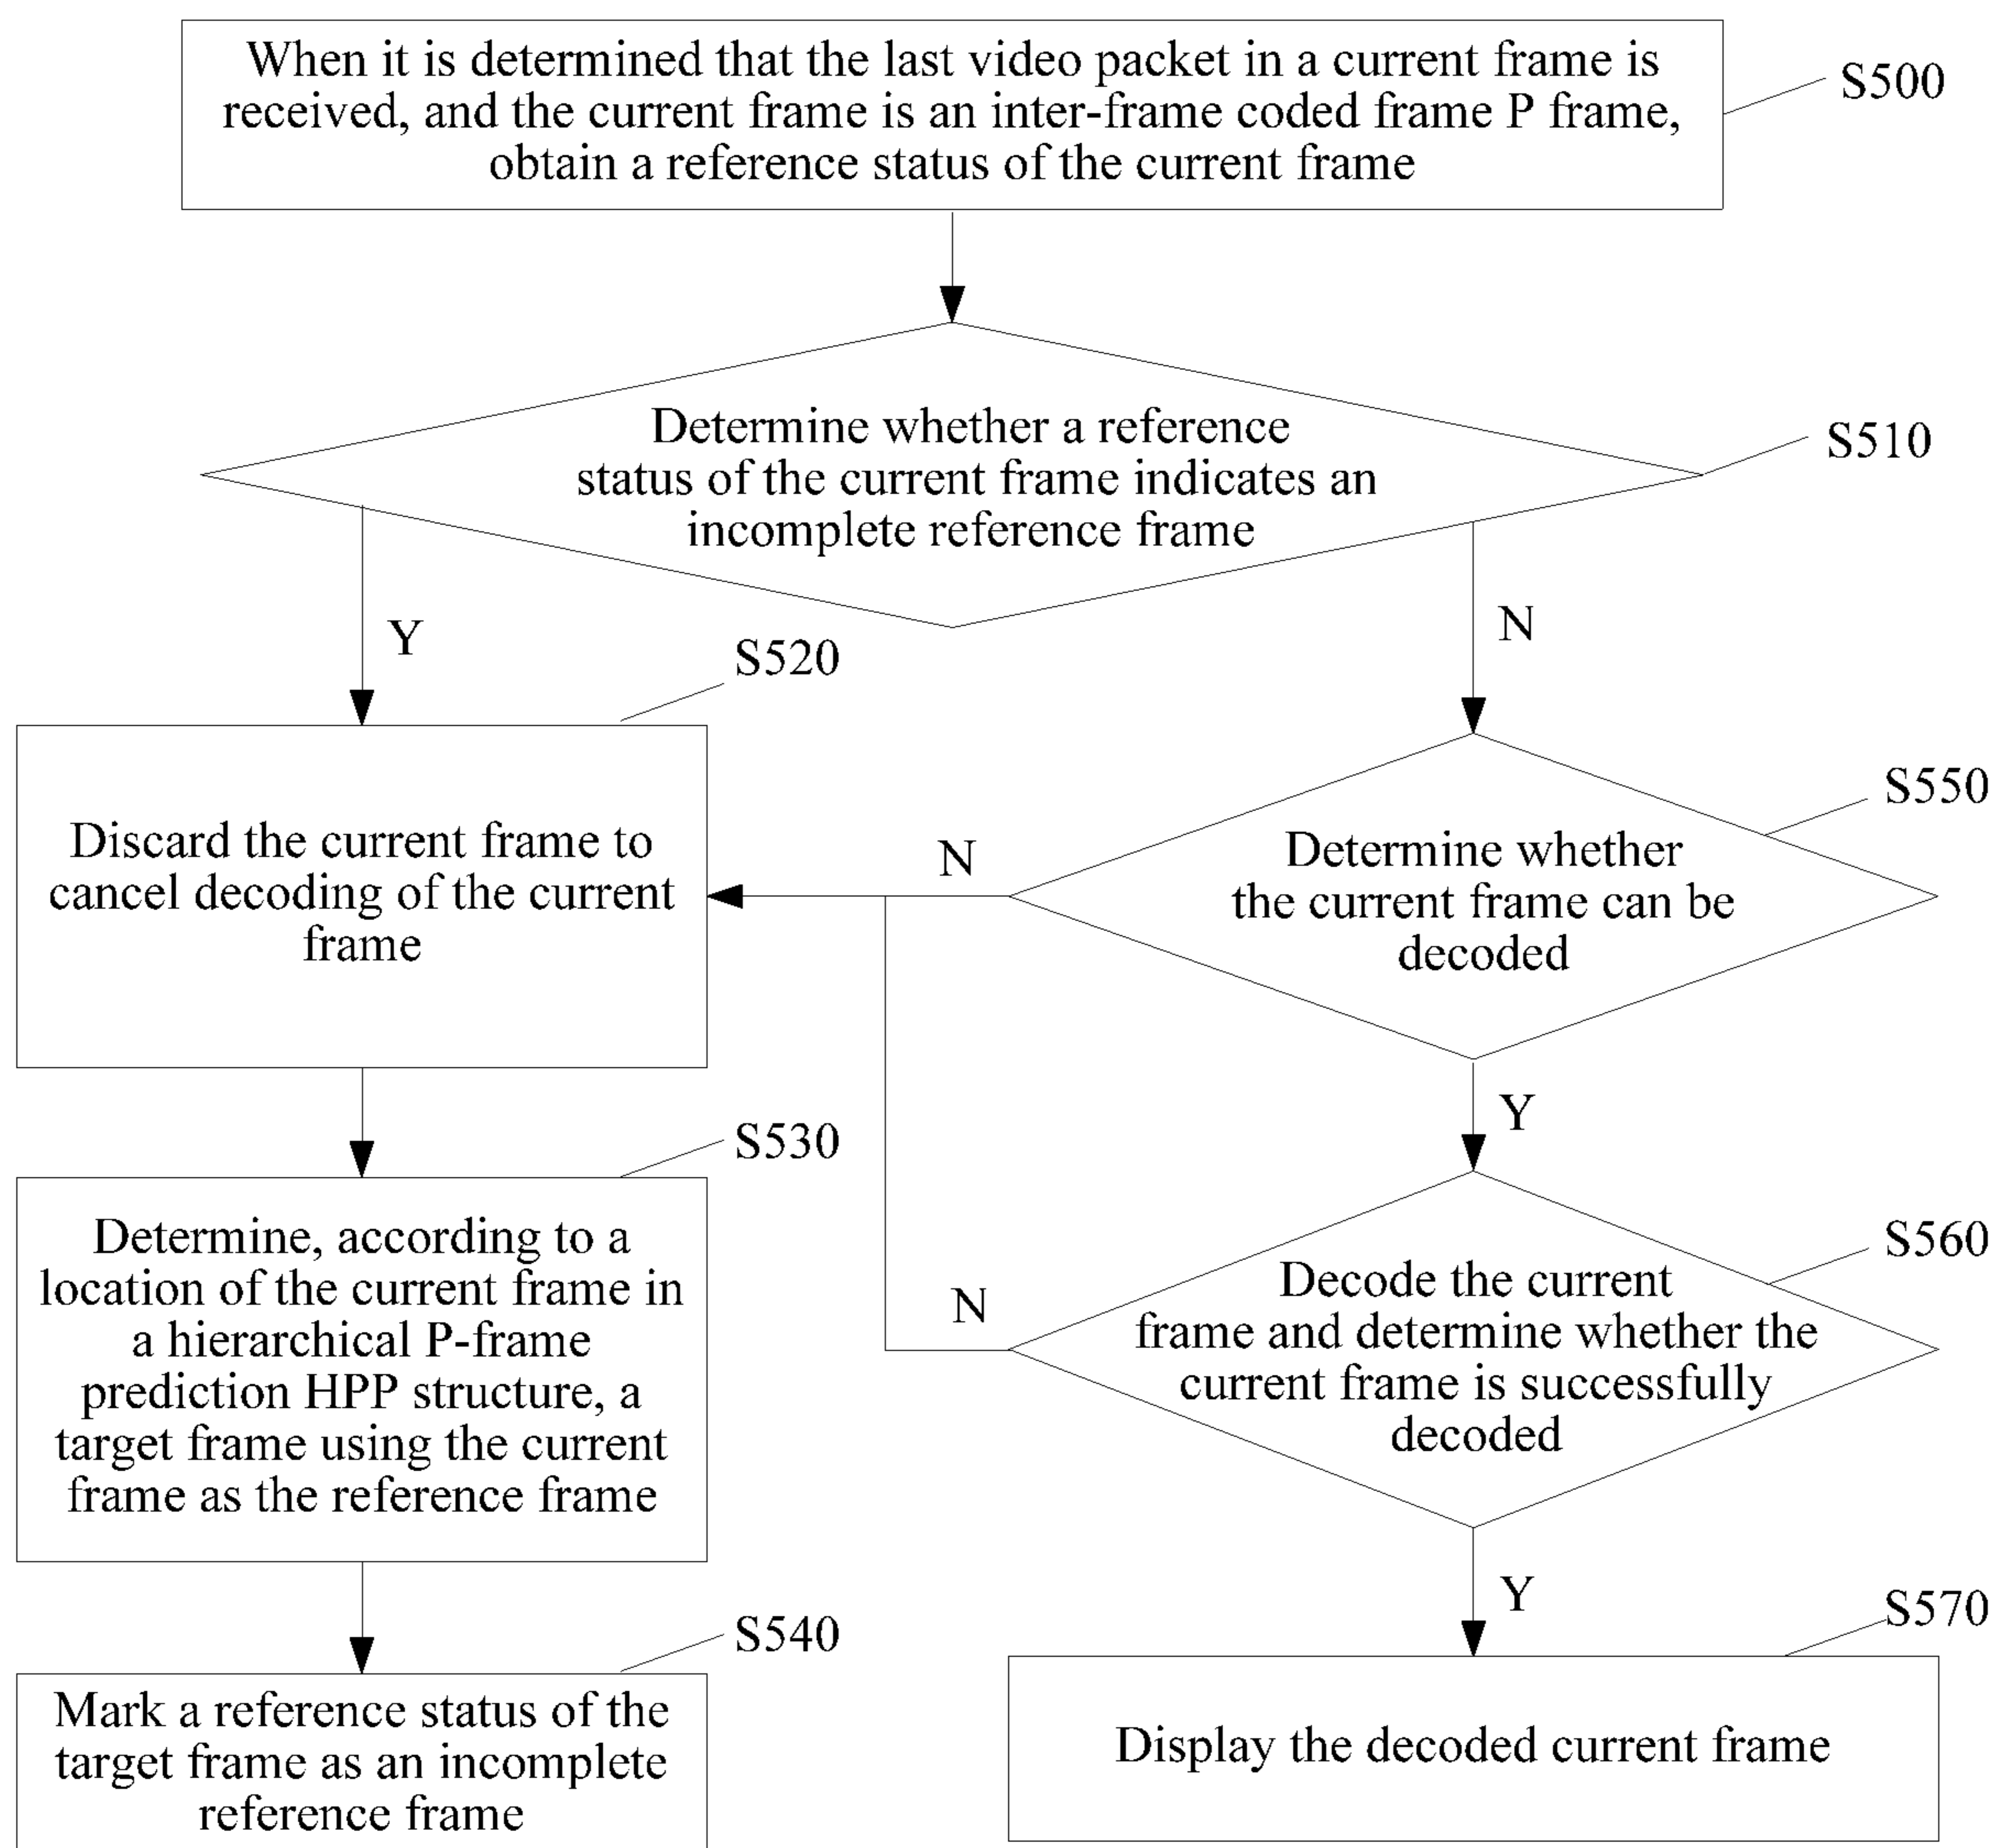 When it is determined that the last video packet in a current frame is
received, and the current frame is an inter-frame coded frame P frame,
obtain a reference status of the current frame
S500
Determine whether a reference
status of the current frame indicates an
incomplete reference frame
S510
Y
N
S520
Discard the current frame to
cancel decoding of the current
frame
S550
Determine whether
the current frame can be
decoded
N
Y
S530
Determine, according to a
location of the current frame in
a hierarchical P-frame
prediction HPP structure, a
target frame using the current
frame as the reference frame
S560
Decode the current
frame and determine whether the
current frame is successfully
decoded
N
Y
S540
Mark a reference status of the
target frame as an incomplete
reference frame
S570
Display the decoded current frame